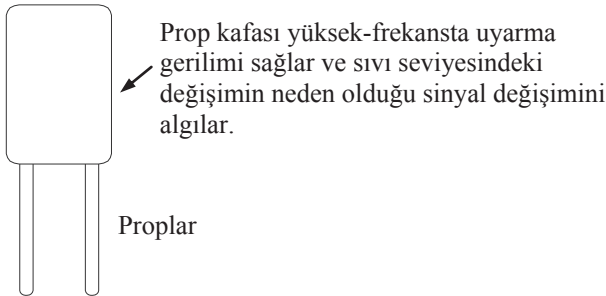 Prop kafası yüksek-frekansta uyarma
gerilimi sağlar ve sıvı seviyesindeki
değişimin neden olduğu sinyal değişimini
algılar.
Proplar